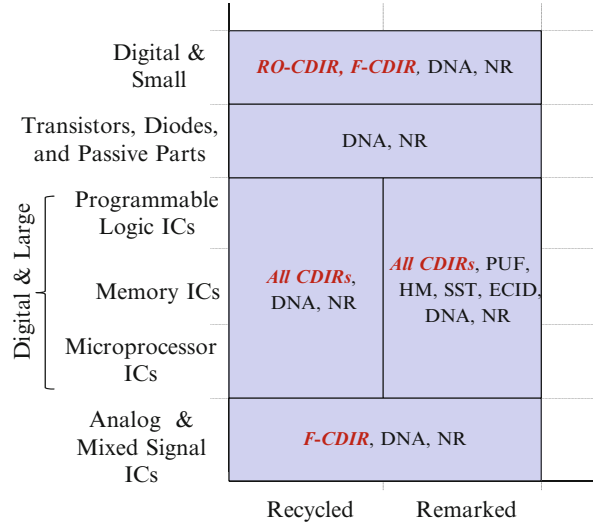 Digital &
Small
RO-CDIR, F-CDIR, DNA, NR
Transistors, Diodes,
and Passive Parts
DNA, NR
Digital & Large
Programmable
Logic ICs
Memory ICs
Microprocessor
ICs
All CDIRs,
DNA, NR
All CDIRs, PUF,
HM, SST, ECID,
DNA, NR
Analog &
Mixed Signal
ICs
F-CDIR, DNA, NR
Recycled
Remarked